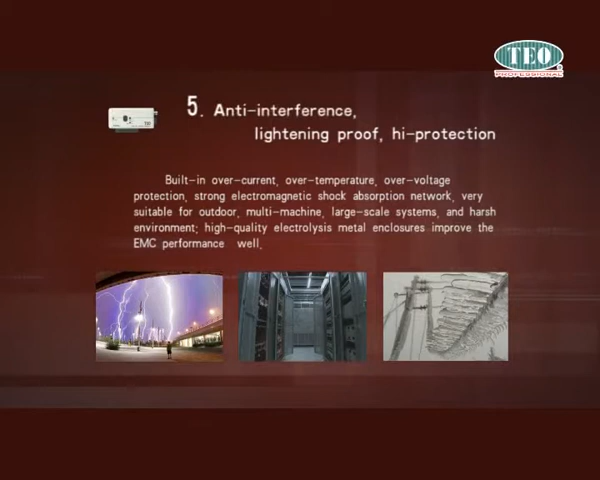 TEO
PROFESSIONAL
5. Anti-interference,
lightening proof, hi-protection
Built-in over-current, over-temperature, over-voltage
protection, strong electromagnetic shock absorption network, very
suitable for outdoor, multi-machine, large-scale systems, and harsh
environment; high-quality electrolysis metal enclosures improve the
EMC performance well.